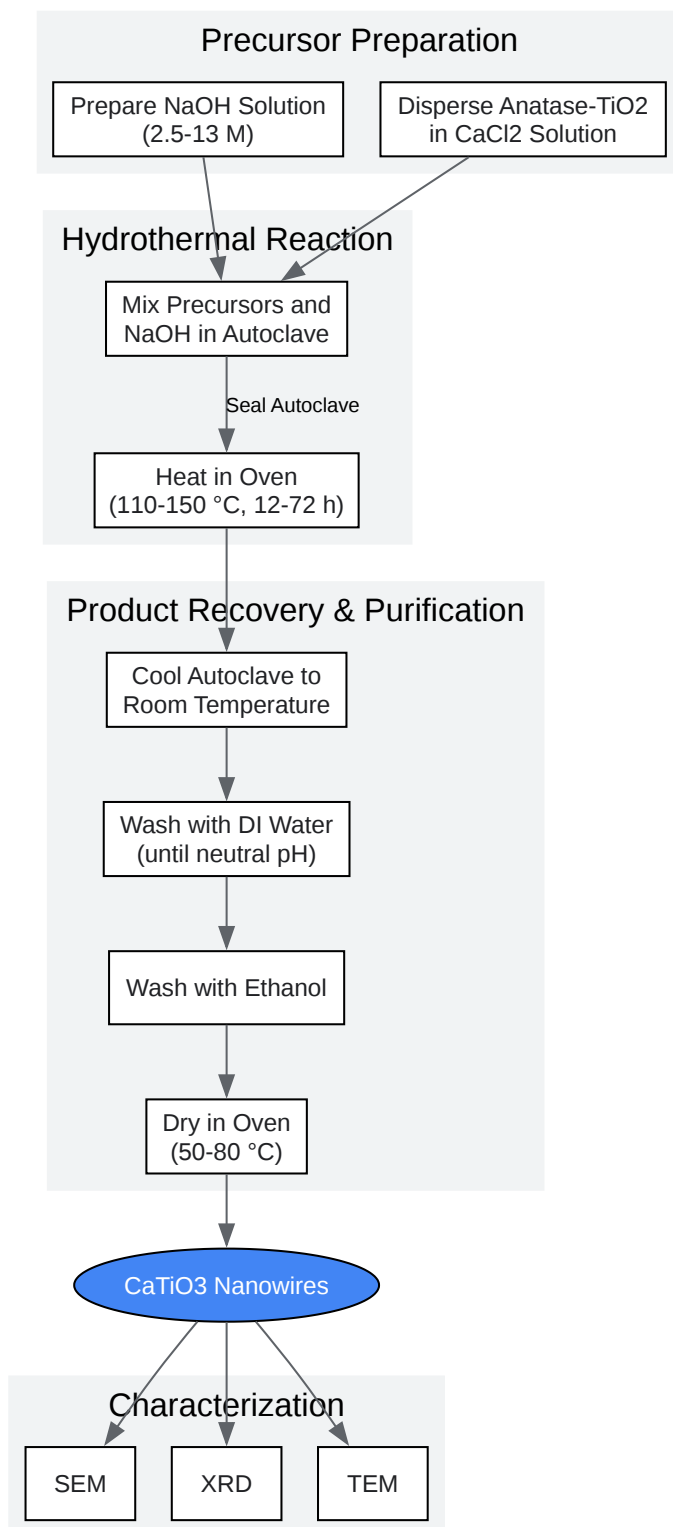 Precursor Preparation
Prepare NaOH Solution
(2.5-13 M)
Disperse Anatase-TiO2
in CaCl2 Solution
Hydrothermal Reaction
Mix Precursors and
NaOH in Autoclave
Seal Autoclave
Heat in Oven
(110-150 °C, 12-72 h)
Product Recovery & Purification
Cool Autoclave to
Room Temperature
Wash with DI Water
(until neutral pH)
Wash with Ethanol
Dry in Oven
(50-80 °C)
CaTiO3 Nanowires
Characterization
SEM
XRD
TEM